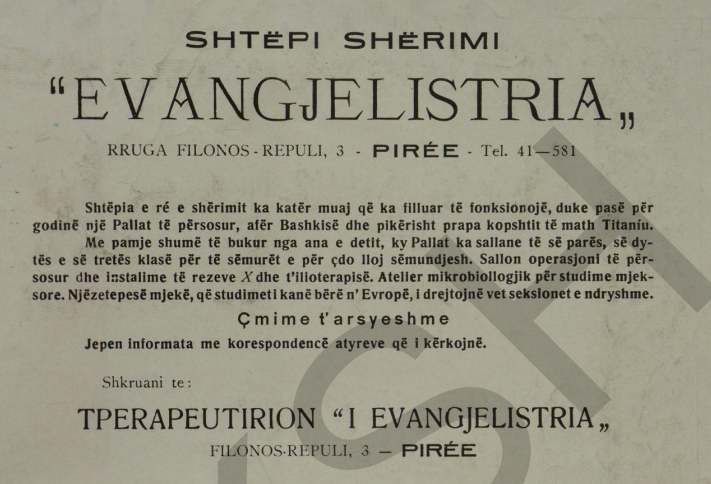 SHTËPI SHËRIMI
“EVANGJELISTRIA„
RRUGA FILONOS - REPULI, 3 - PIRÉE - Tel. 41—581
Shtëpia e ré e shërimit ka katër muaj që ka filluar të fonksionojë, duke pasë për
godinë një Pallat të përsosur, afër Bashkisë dhe pikërisht prapa kopshtit të math Titaniu.
Me pamje shumë të bukur nga ana e detit, ky Pallat ka sallane të së parës, së dy-
tës e së tretës klasë për të sëmurët e për çdo lloj sëmundjesh. Sallon operasjoni të për-
sosur dhe instalime të rezeve X dhe t'ilioterapisë. Atelier mikrobiollogjik për studime mjek-
sore. Njëzetepesë mjekë, që studimeti kanë bërë n' Evropë, i drejtojnë vet seksionet e ndryshme.
Çmime t'arsyeshme
Jepen informata me korespondencë atyreve që i kërkojnë.
Shkruani te :
TPERAPEUTIRION “I EVANGJELISTRIA„
FILONOS-REPULI, 3 — PIRÉE